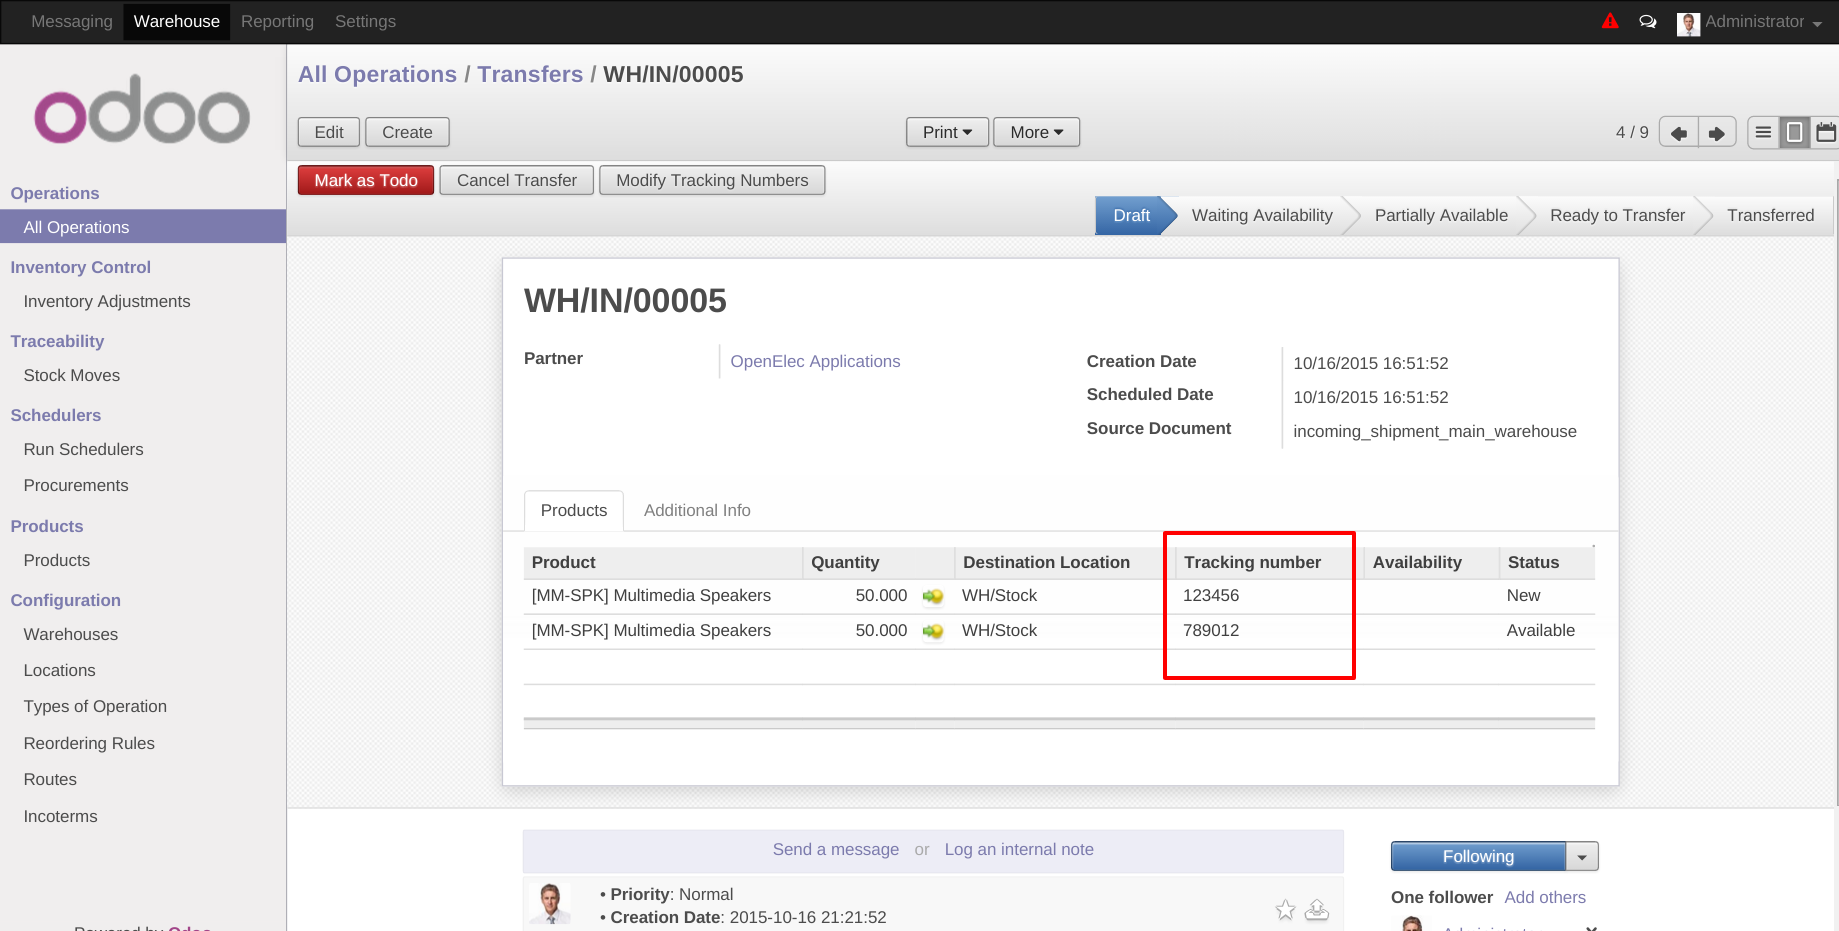 Messaging Warehouse Reporting Settings Administrator
odoo
Operations
All Operations
Inventory Control
Inventory Adjustments
Traceability
Stock Moves
Schedulers
Run Schedulers
Procurements
Products
Products
Configuration
Warehouses
Locations
Types of Operation
Reordering Rules
Routes
Incoterms
Powered by Odoo
All Operations / Transfers / WH/IN/00005
Edit Create Print More 4 / 9
Mark as Todo Cancel Transfer Modify Tracking Numbers
Draft Waiting Availability Partially Available Ready to Transfer Transferred
WH/IN/00005
Partner OpenElec Applications
Creation Date 10/16/2015 16:51:52
Scheduled Date 10/16/2015 16:51:52
Source Document incoming_shipment_main_warehouse
Products Additional Info
Product Quantity Destination Location Tracking number Availability Status
[MM-SPK] Multimedia Speakers 50.000 WH/Stock 123456 New
[MM-SPK] Multimedia Speakers 50.000 WH/Stock 789012 Available
Send a message or Log an internal note
• Priority: Normal
• Creation Date: 2015-10-16 21:21:52
Following
One follower Add others